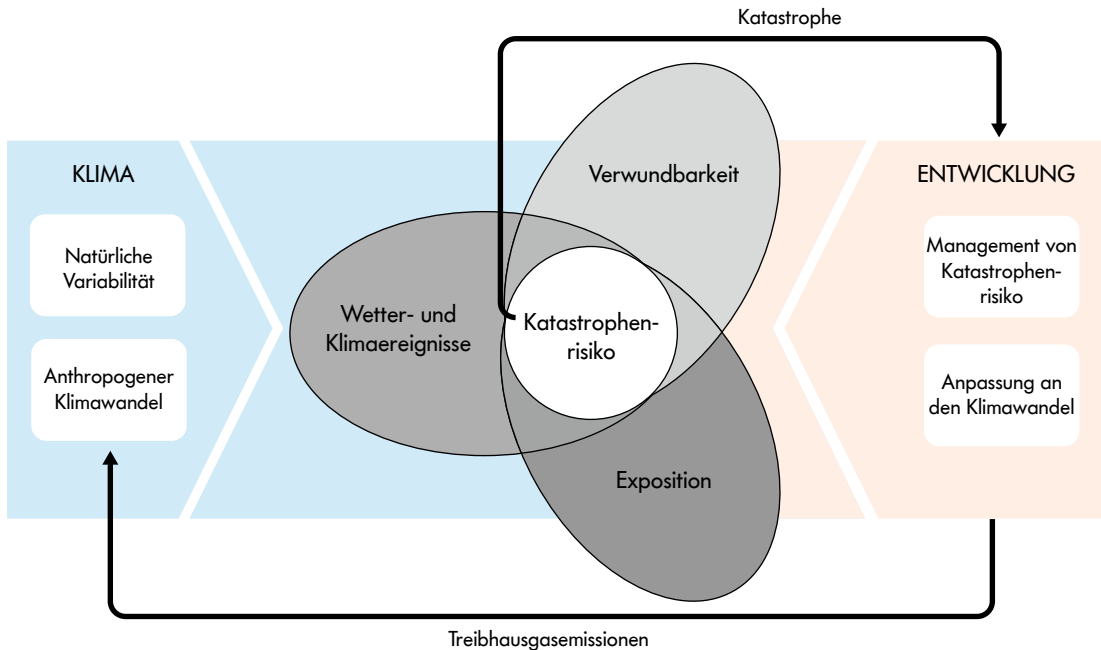 Katastrophe
KLIMA
Natürliche
Variabilität
Anthropogener
Klimawandel
Verwundbarkeit
Wetter- und
Klimaereignisse
Katastrophen-
risiko
Exposition
ENTWICKLUNG
Management von
Katastrophen-
risiko
Anpassung an
den Klimawandel
Treibhausgasemissionen